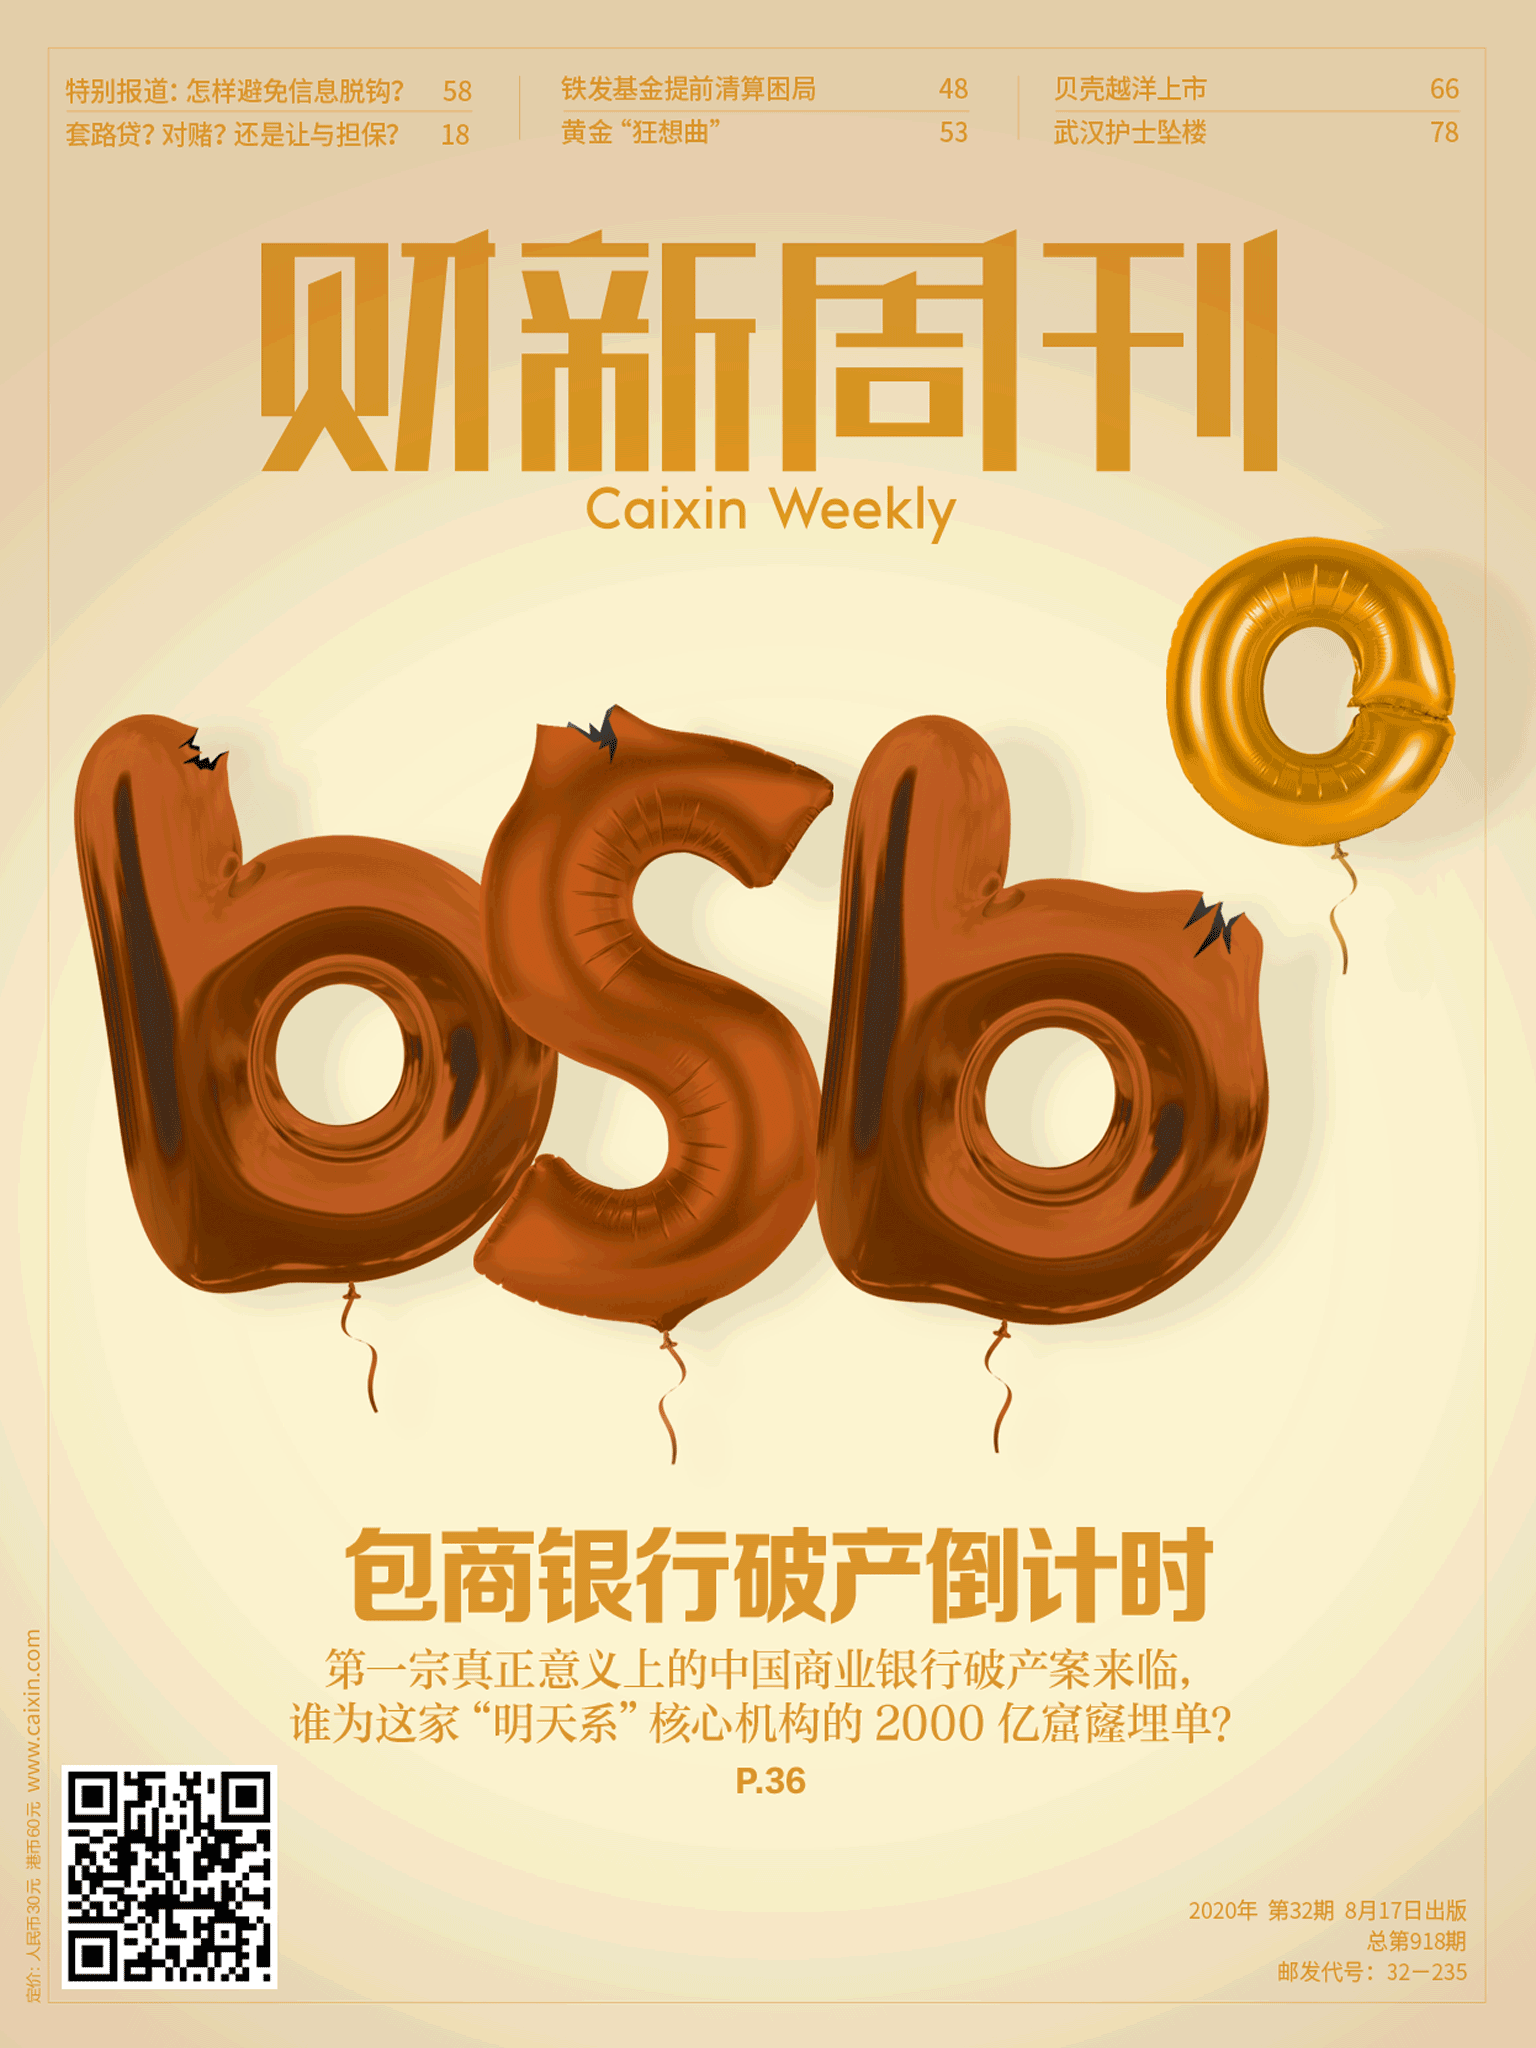 特别报道：怎样避免信息脱钩？ 58
套路贷？对赌？还是让与担保？ 18
铁发基金提前清算困局 48
黄金“狂想曲” 53
贝壳越洋上市 66
武汉护士坠楼 78
财新周刊
Caixin Weekly
bsb
包商银行破产倒计时
第一宗真正意义上的中国商业银行破产案来临，
谁为这家“明天系”核心机构的 2000 亿窟窿埋单？
P.36
定价：人民币30元 港币60元 www.caixin.com
2020年 第32期 8月17日出版
总第918期
邮发代号：32－235